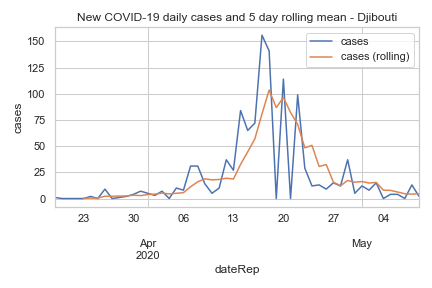 New COVID-19 daily cases and 5 day rolling mean - Djibouti
cases
cases (rolling)
150
125
100
75
50
25
0
cases
23 30 06 13 20 27 04
Apr May
2020
dateRep